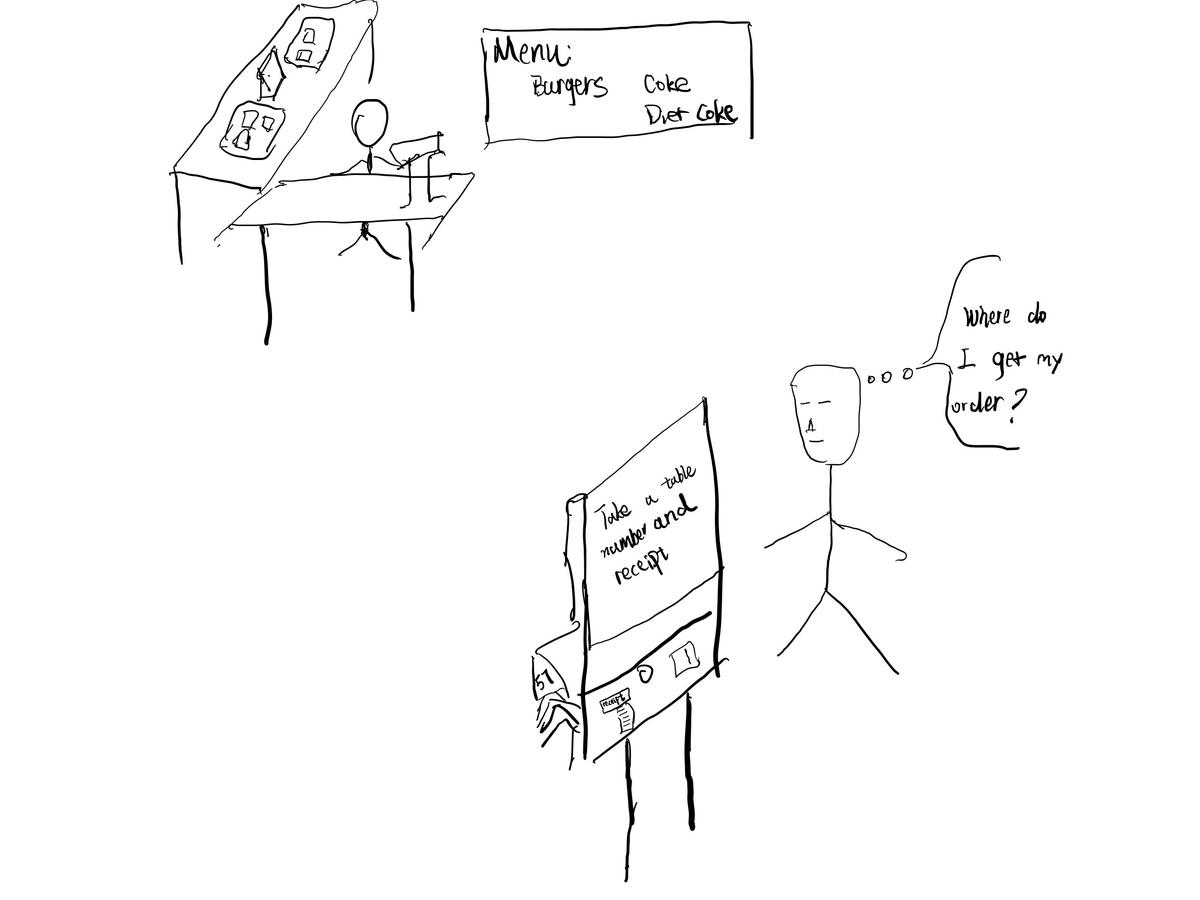 Menu:
Burgers Coke
Diet Coke
Where do
I get my
order?
Take a table
number and
receipt
57
receipt